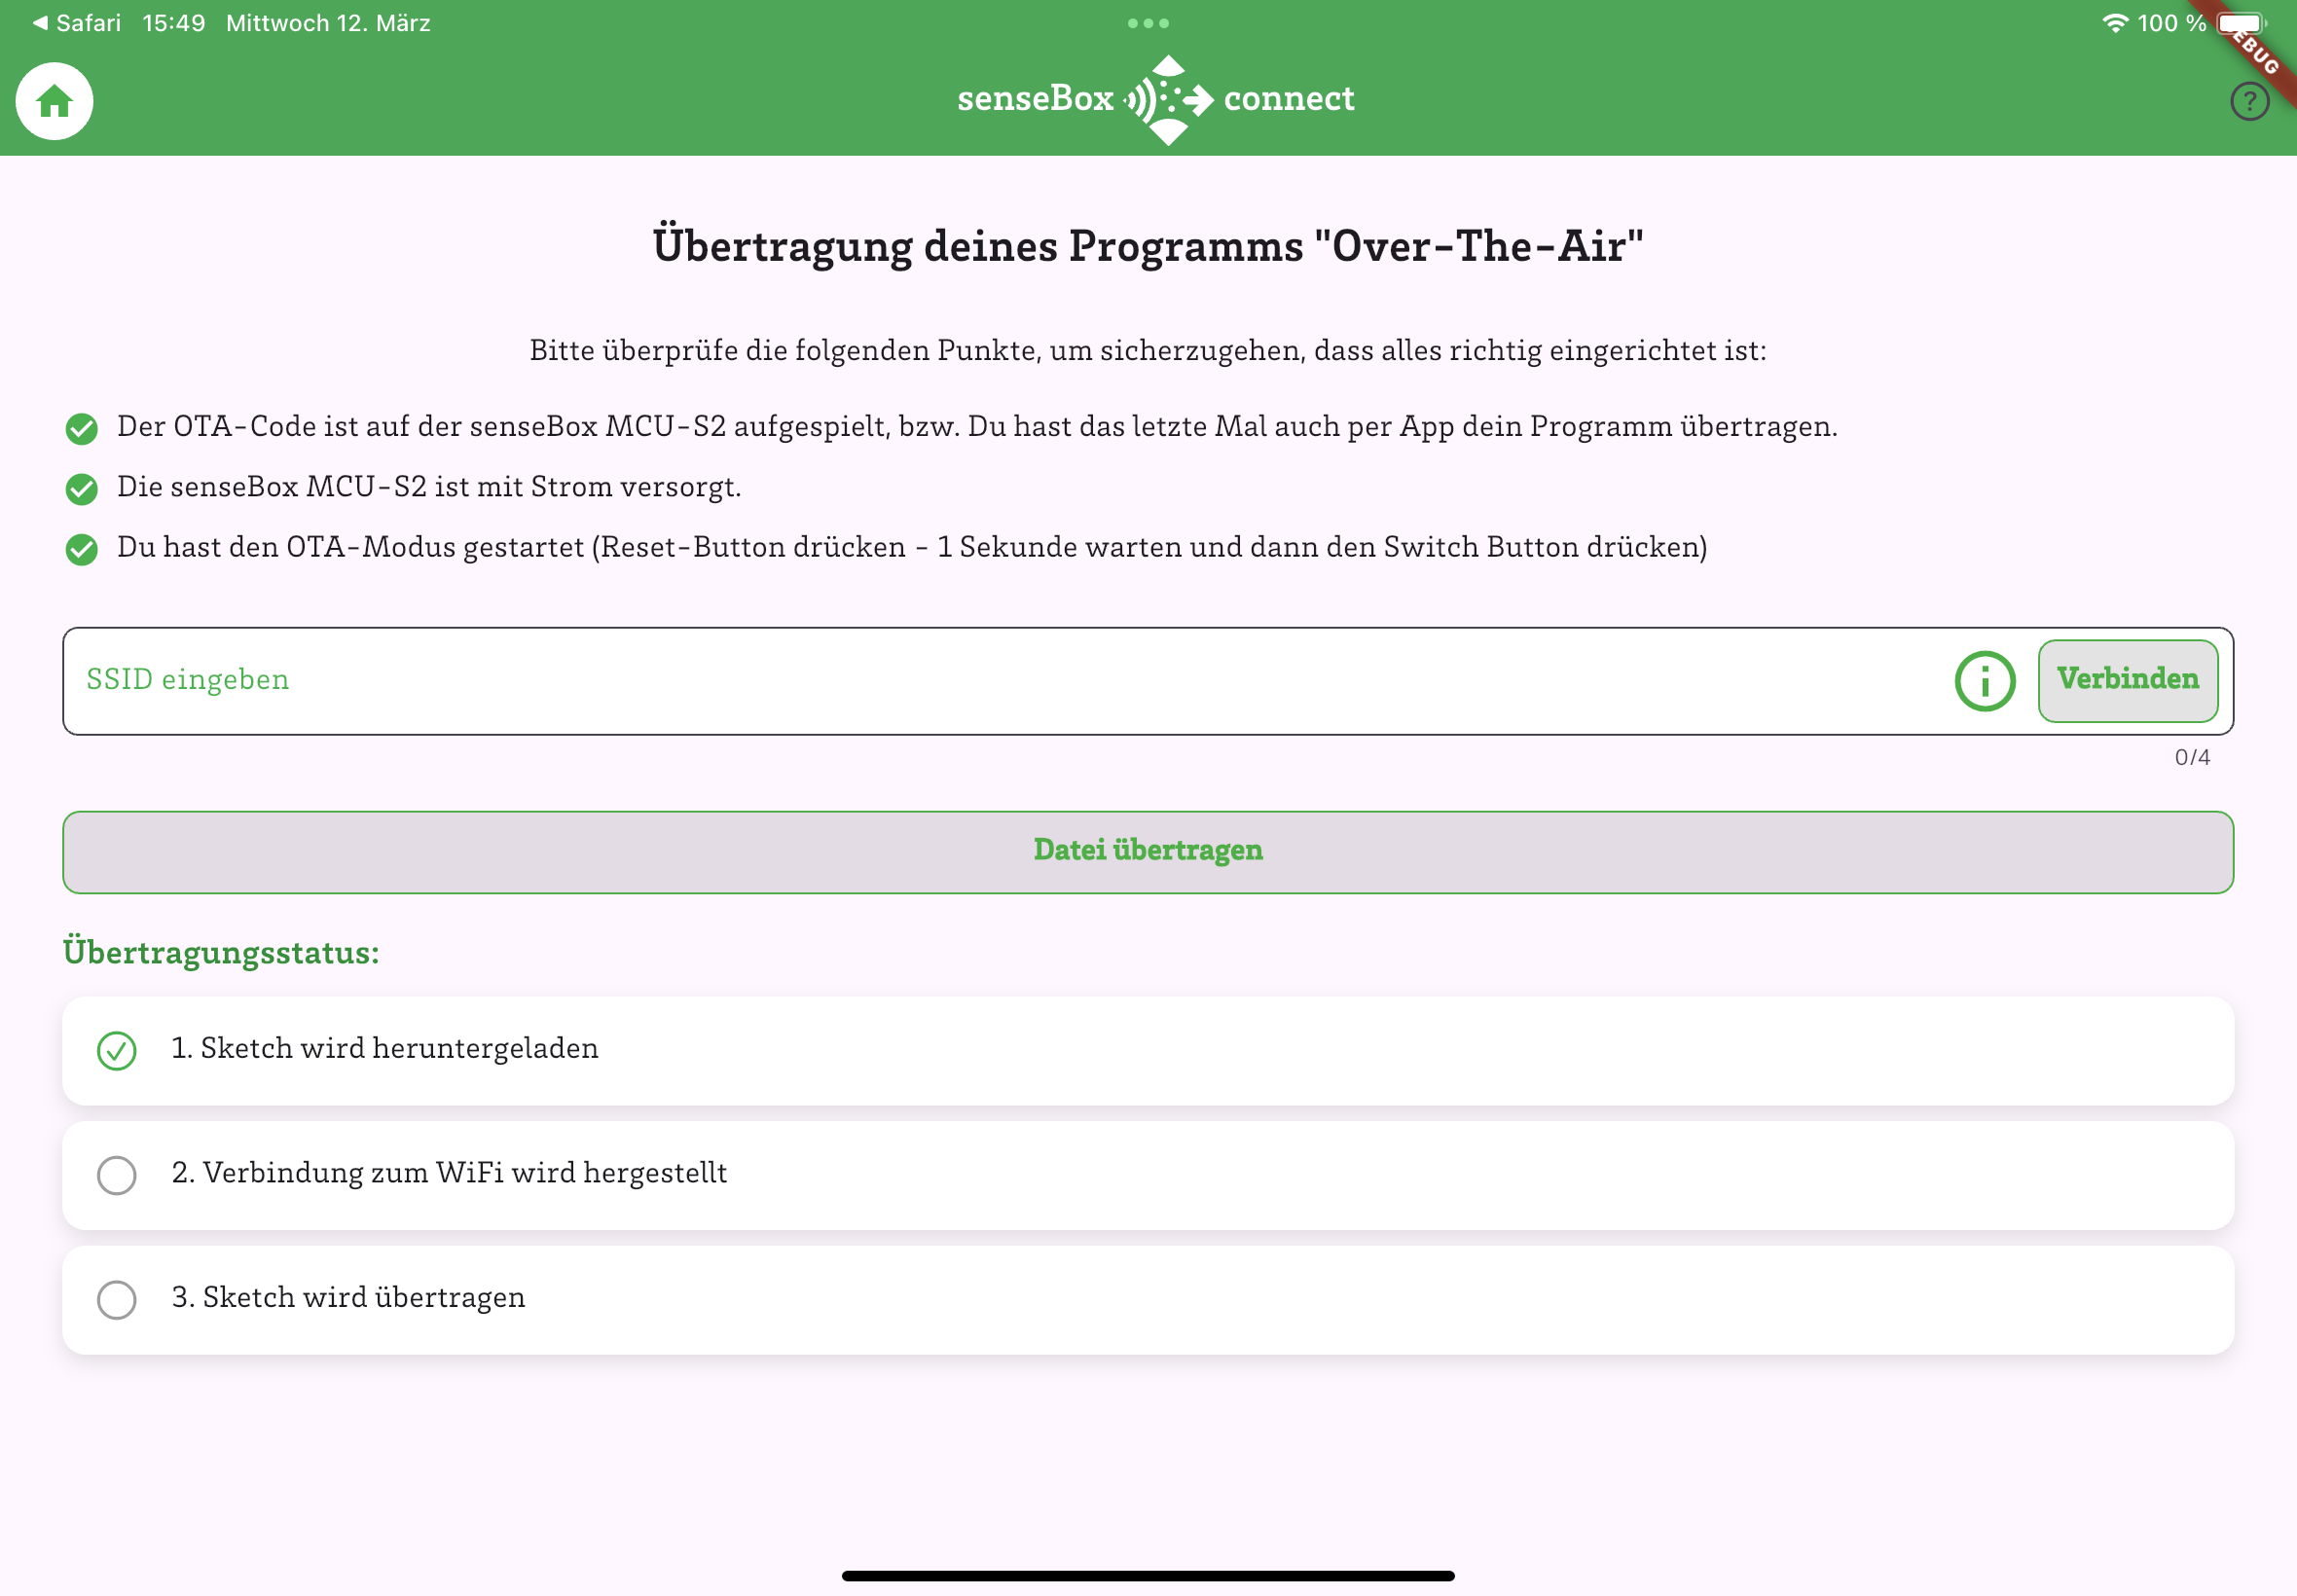 Safari 15:49 Mittwoch 12. März 100 %
EBUG
senseBox connect
?
Übertragung deines Programms "Over-The-Air"
Bitte überprüfe die folgenden Punkte, um sicherzugehen, dass alles richtig eingerichtet ist:
Der OTA-Code ist auf der senseBox MCU-S2 aufgespielt, bzw. Du hast das letzte Mal auch per App dein Programm übertragen.
Die senseBox MCU-S2 ist mit Strom versorgt.
Du hast den OTA-Modus gestartet (Reset-Button drücken - 1 Sekunde warten und dann den Switch Button drücken)
SSID eingeben
Verbinden
0/4
Datei übertragen
Übertragungsstatus:
1. Sketch wird heruntergeladen
2. Verbindung zum WiFi wird hergestellt
3. Sketch wird übertragen